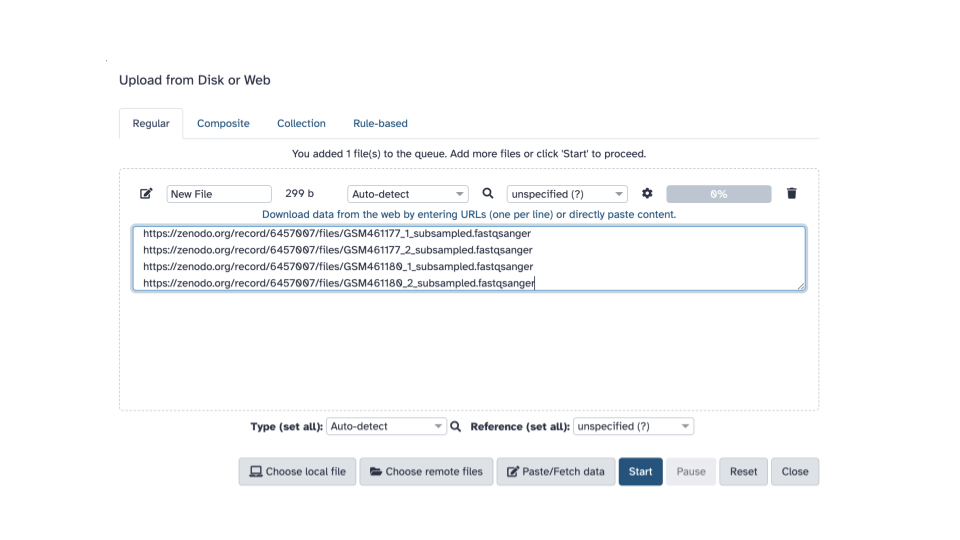 Upload from Disk or Web
Regular Composite Collection Rule-based
You added 1 file(s) to the queue. Add more files or click 'Start' to proceed.
New File 299 b Auto-detect unspecified (?) 0%
Download data from the web by entering URLs (one per line) or directly paste content.
https://zenodo.org/record/6457007/files/GSM461177_1_subsampled.fastqsanger
https://zenodo.org/record/6457007/files/GSM461177_2_subsampled.fastqsanger
https://zenodo.org/record/6457007/files/GSM461180_1_subsampled.fastqsanger
https://zenodo.org/record/6457007/files/GSM461180_2_subsampled.fastqsanger
Type (set all): Auto-detect Reference (set all): unspecified (?)
Choose local file Choose remote files Paste/Fetch data Start Pause Reset Close